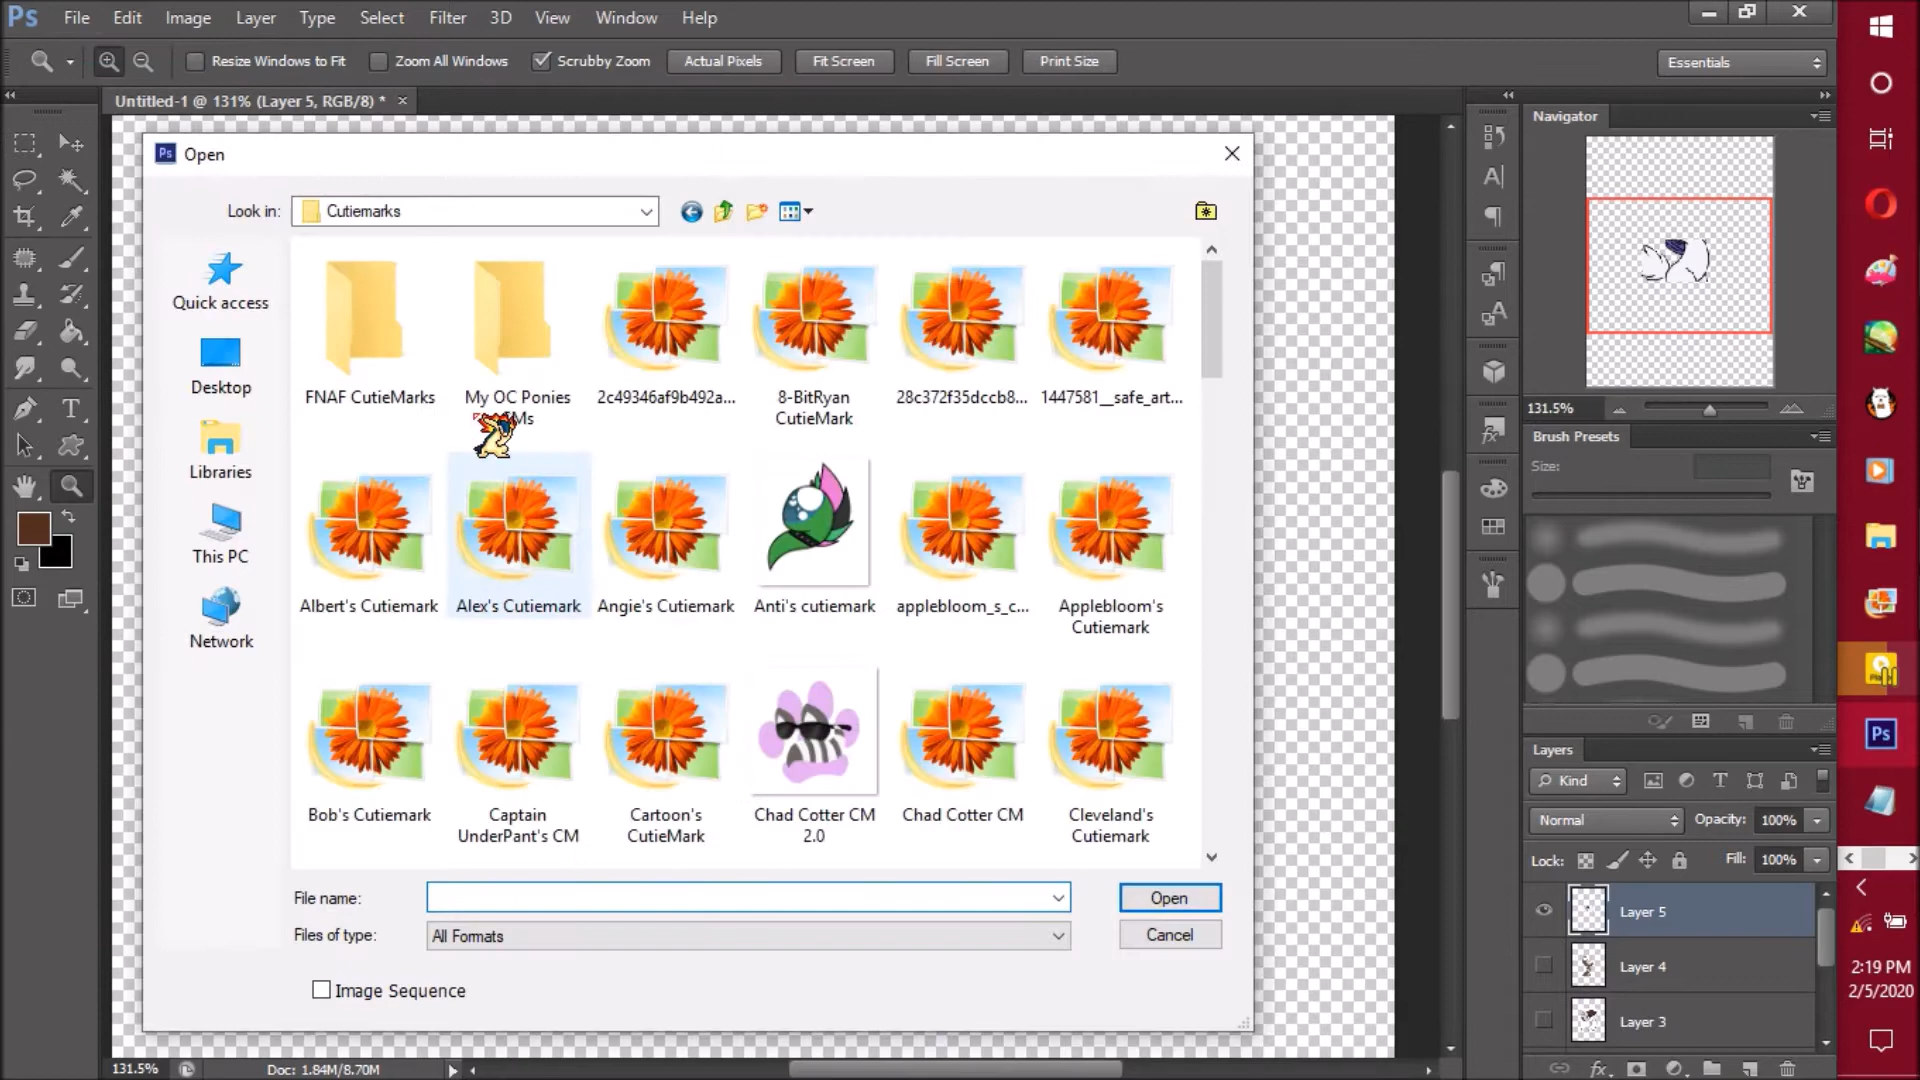 Ps File Edit Image Layer Type Select Filter 3D View Window Help
Resize Windows to Fit Zoom All Windows Scrubby Zoom Actual Pixels Fit Screen Fill Screen Print Size Essentials
Untitled-1 @ 131% (Layer 5, RGB/8) *
Navigator
Ps Open
Look in: Cutiemarks
Quick access
Desktop
Libraries
This PC
Network
FNAF CutieMarks
My OC Ponies
2c49346af9b492a...
8-BitRyan
CutieMark
28c372f35dccb8...
1447581__safe_art...
Albert's Cutiemark
Alex's Cutiemark
Angie's Cutiemark
Anti's cutiemark
applebloom_s_c...
Applebloom's
Cutiemark
Bob's Cutiemark
Captain
UnderPant's CM
Cartoon's
CutieMark
Chad Cotter CM
2.0
Chad Cotter CM
Cleveland's
Cutiemark
File name:
Open
Files of type: All Formats
Cancel
Image Sequence
131.5%
Brush Presets
Size:
Layers
Kind
Normal Opacity: 100%
Lock: Fill: 100%
Layer 5
Layer 4
Layer 3
Ps
2:19 PM
2/5/2020
131.5% Doc: 1.84M/8.70M